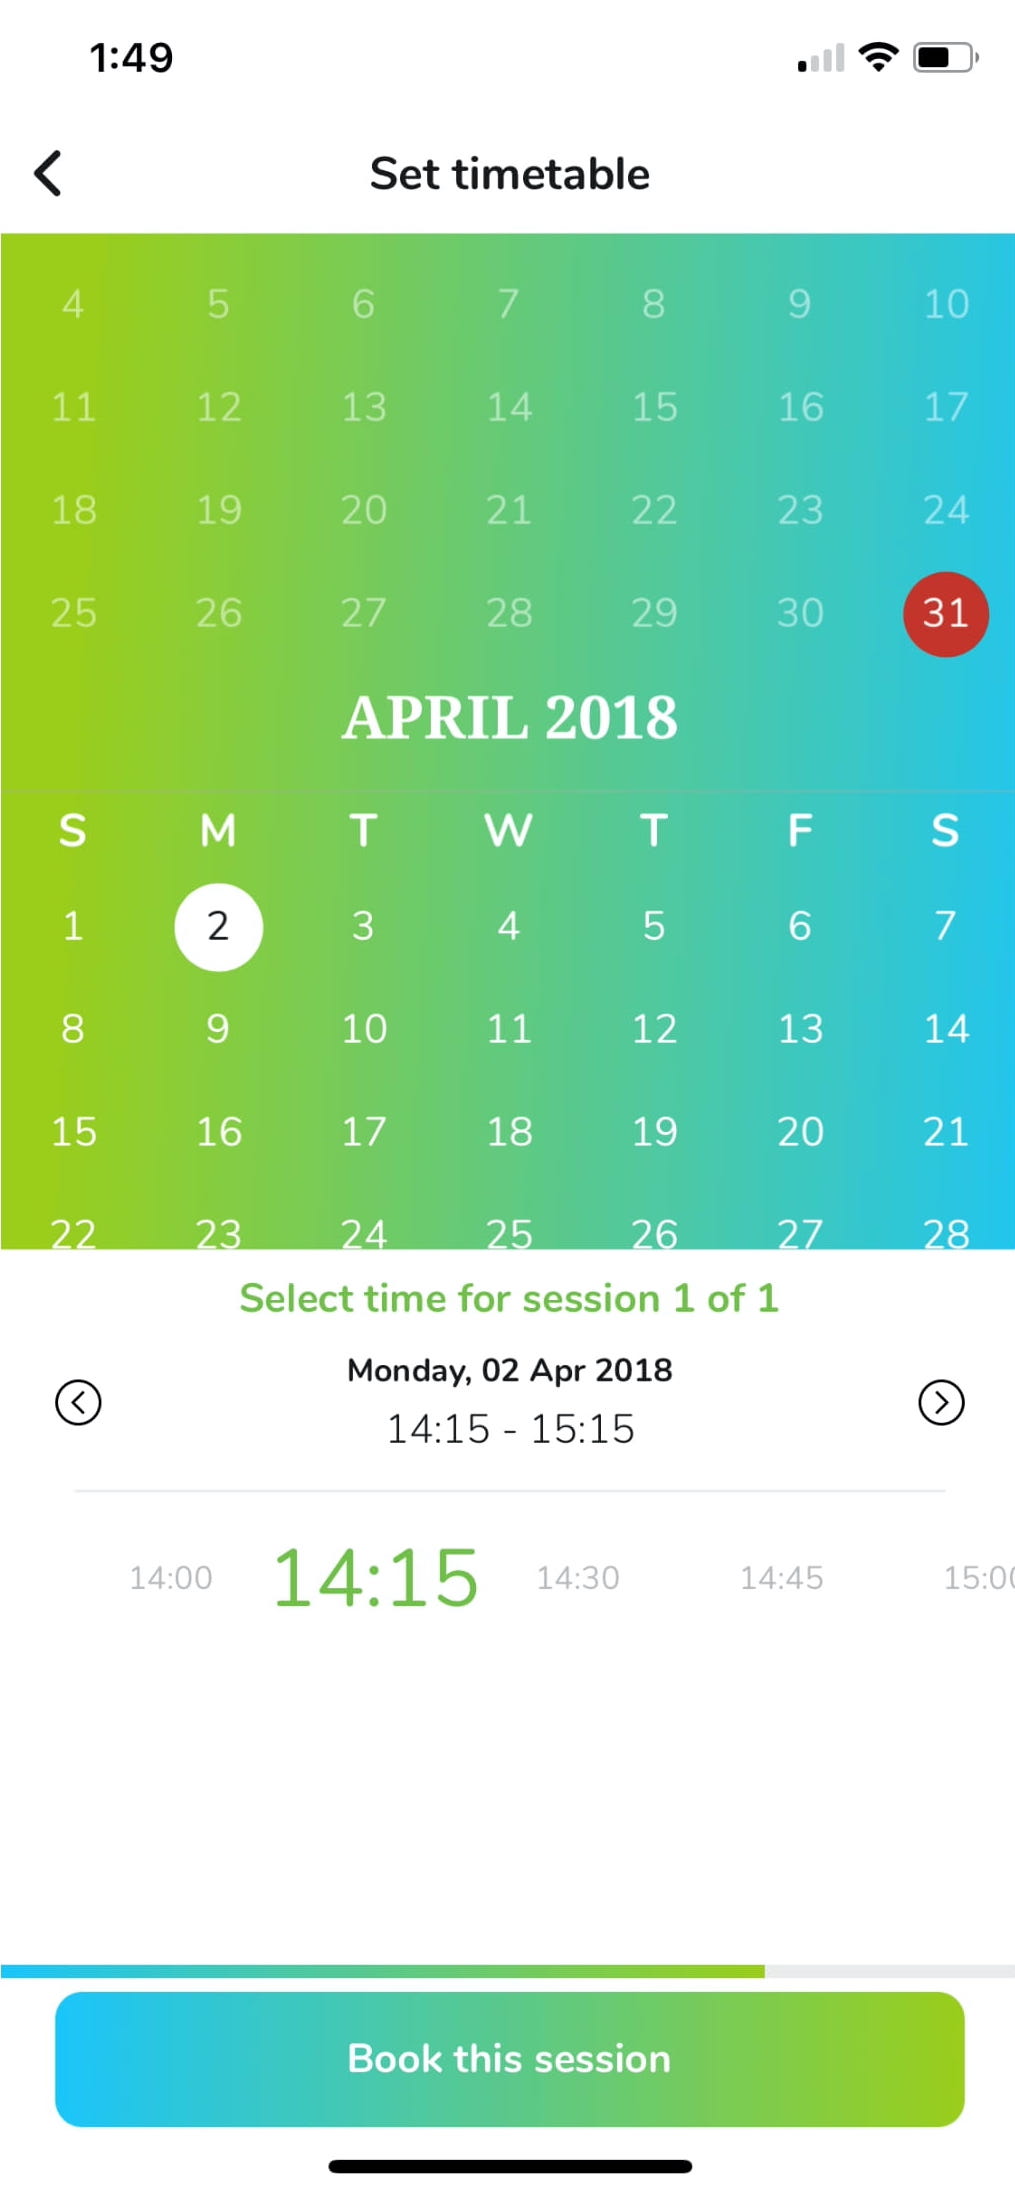 1:49
Set timetable
4 5 6 7 8 9 10
11 12 13 14 15 16 17
18 19 20 21 22 23 24
25 26 27 28 29 30 31
APRIL 2018
S M T W T F S
1 2 3 4 5 6 7
8 9 10 11 12 13 14
15 16 17 18 19 20 21
22 23 24 25 26 27 28
Select time for session 1 of 1
Monday, 02 Apr 2018
14:15 - 15:15
14:00 14:15 14:30 14:45 15:00
Book this session